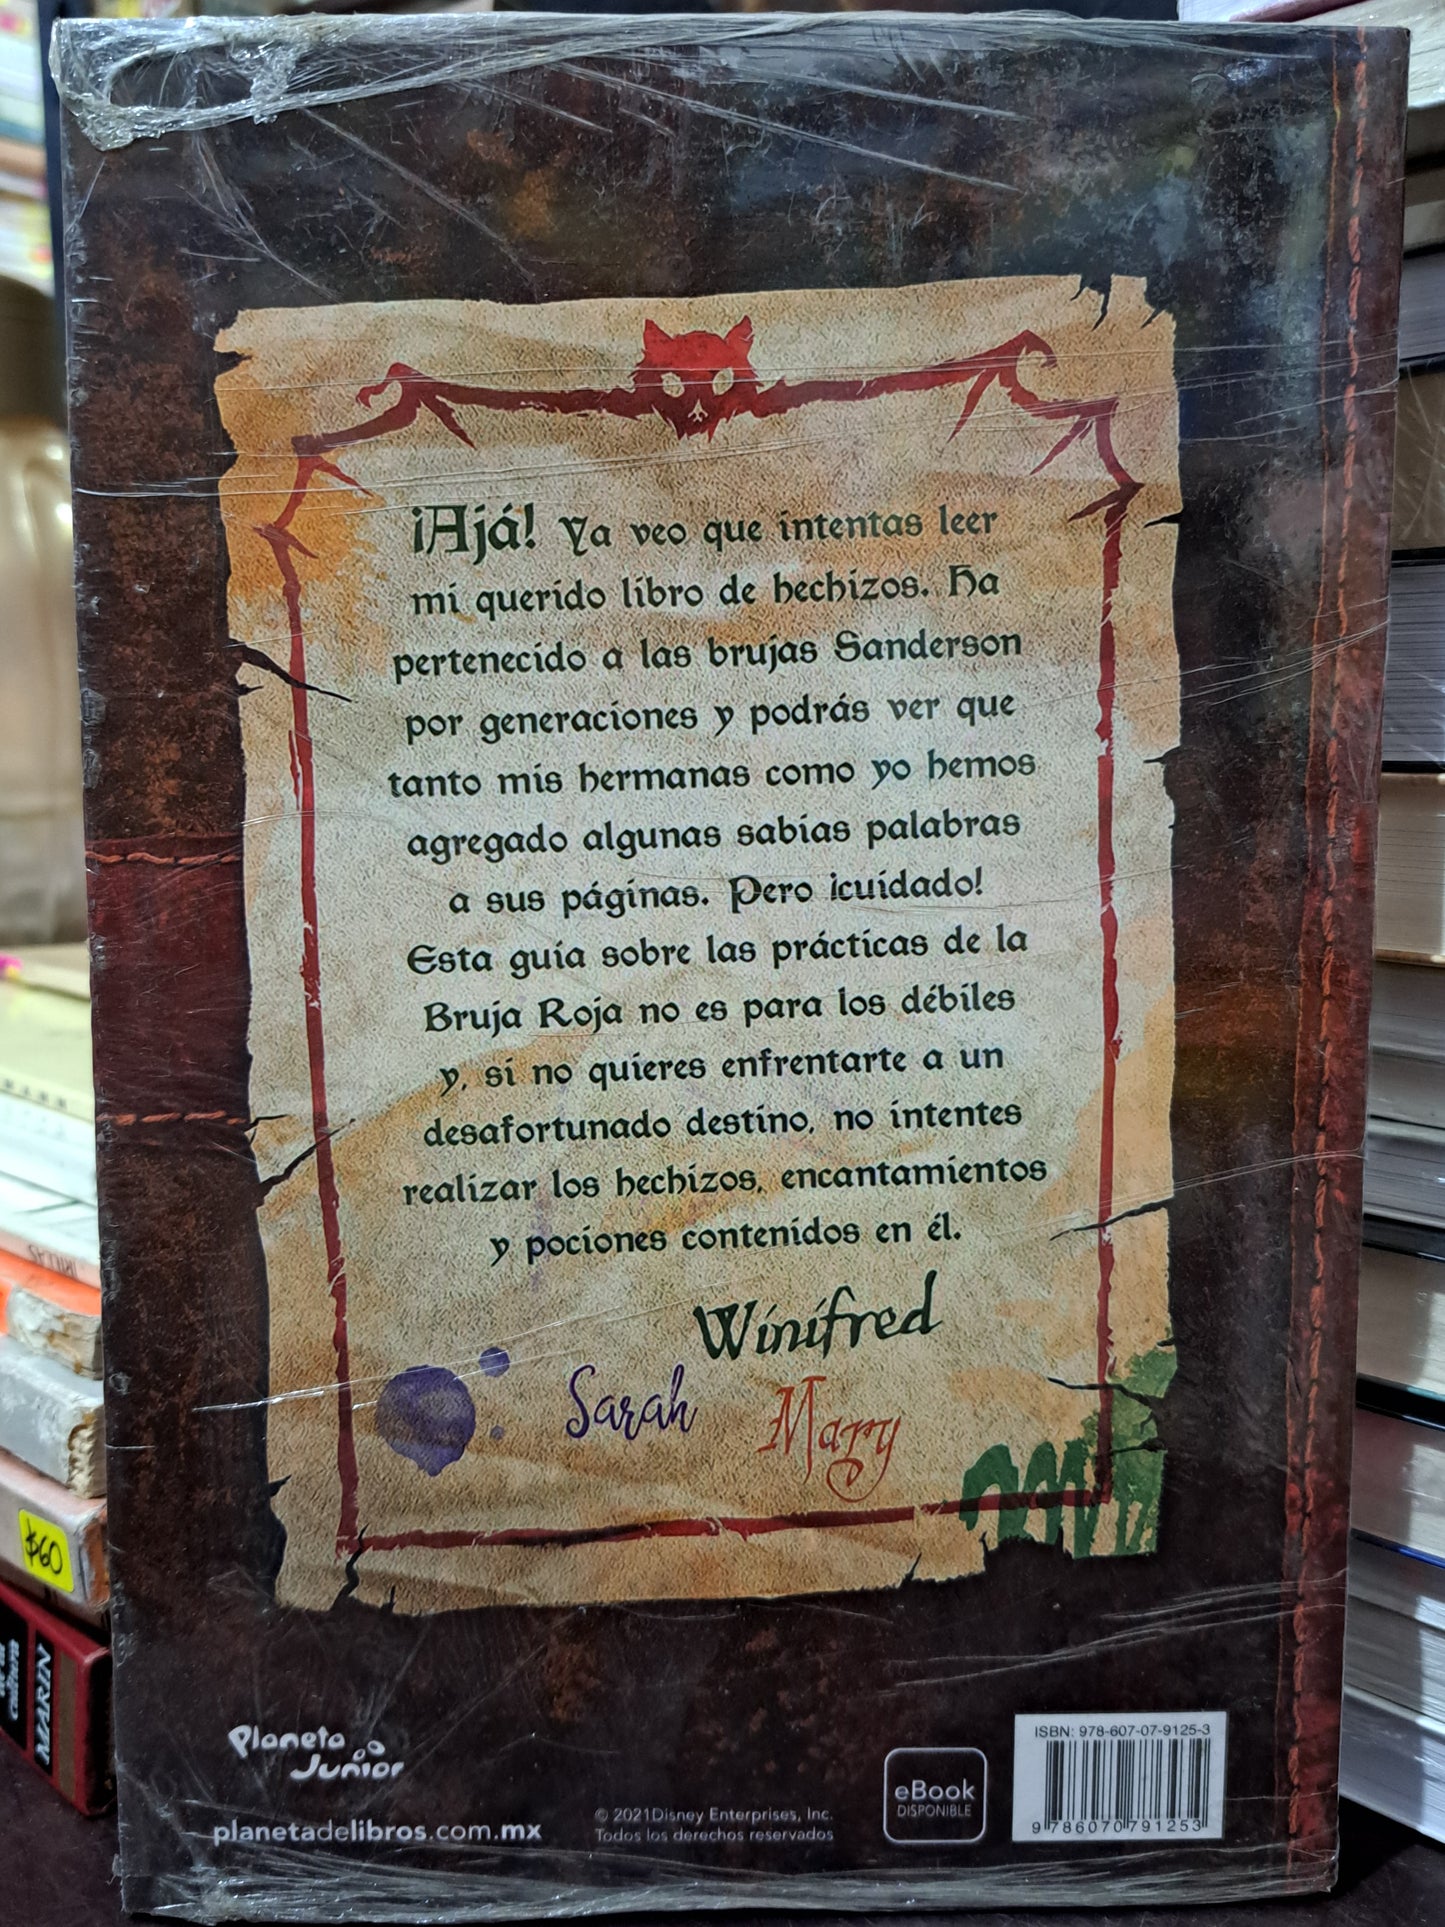 ¡Ajá! Ya veo que intentas leer
mi querido libro de hechizos. Ha
pertenecido a las brujas Sanderson
por generaciones y podrás ver que
tanto mis hermanas como yo hemos
agregado algunas sabias palabras
a sus páginas. Pero ¡cuidado!
Esta guía sobre las prácticas de la
Bruja Roja no es para los débiles
y, si no quieres enfrentarte a un
desafortunado destino, no intentes
realizar los hechizos, encantamientos
y pociones contenidos en él.
Winifred
Sarah
Mary
Planeta
Junior
planetadelibros.com.mx
© 2021Disney Enterprises, Inc.
Todos los derechos reservados
eBook
DISPONIBLE
ISBN: 978-607-07-9125-3
9 786070 791253
$60
MARÍN